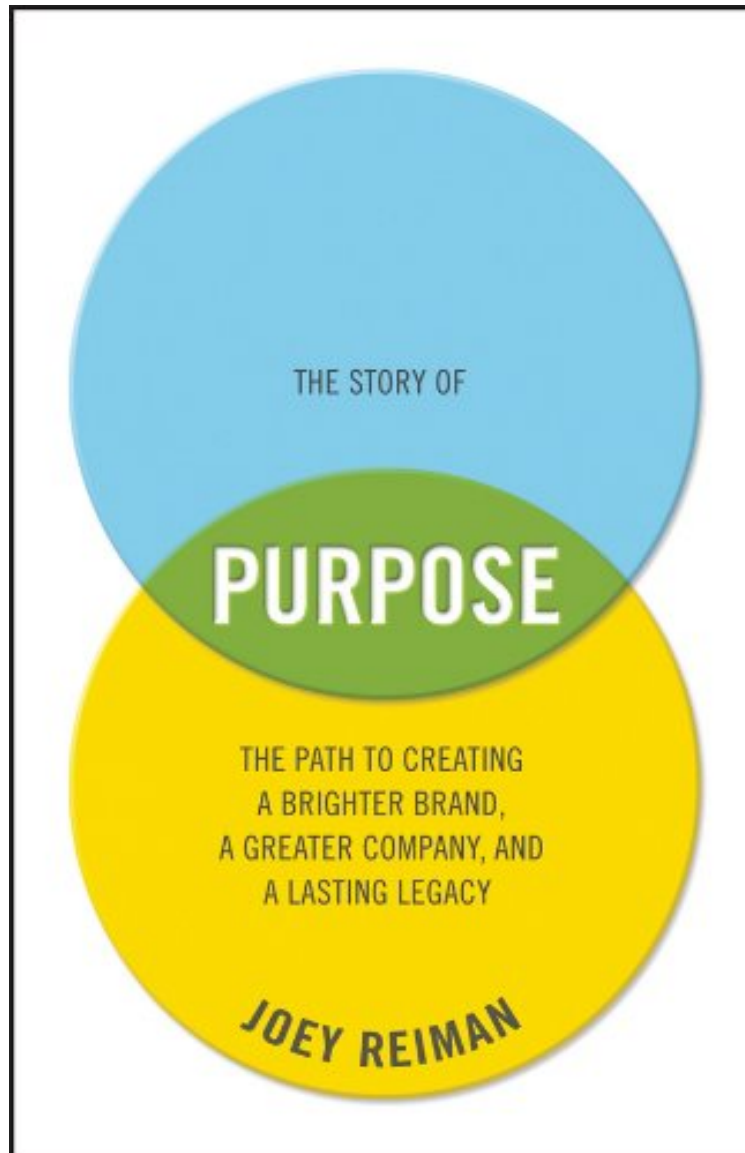 THE STORY OF
PURPOSE
THE PATH TO CREATING
A BRIGHTER BRAND,
A GREATER COMPANY, AND
A LASTING LEGACY
JOEY REIMAN